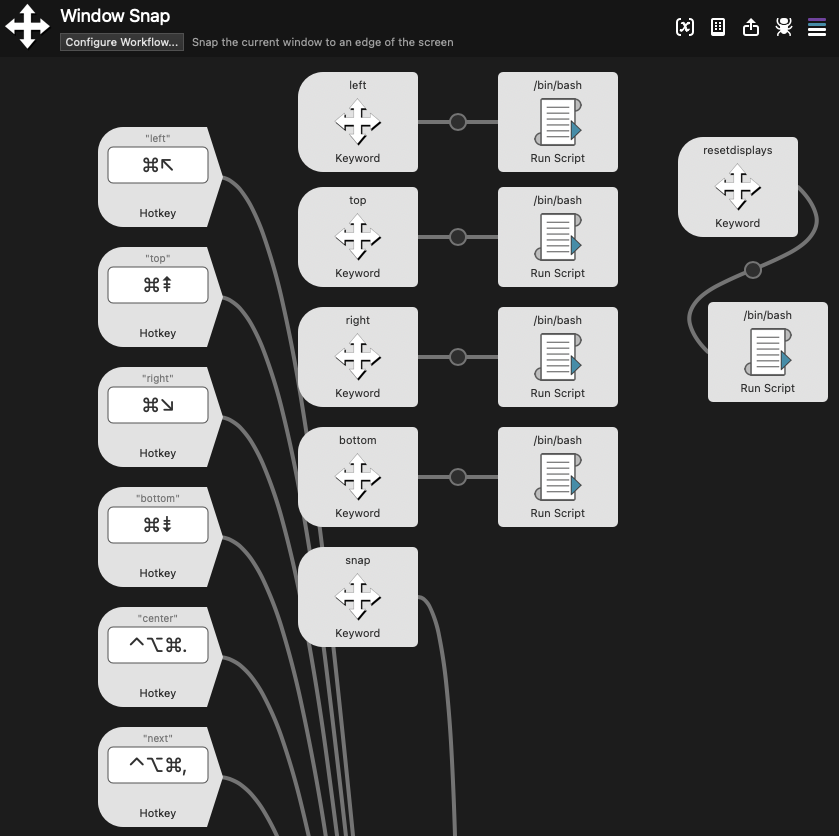 Window Snap
Configure Workflow... Snap the current window to an edge of the screen
"left"
⌘↖
Hotkey
"top"
⌘⇞
Hotkey
"right"
⌘↘
Hotkey
"bottom"
⌘⇟
Hotkey
"center"
^⌥⌘.
Hotkey
"next"
^⌥⌘,
Hotkey
left
Keyword
/bin/bash
Run Script
top
Keyword
/bin/bash
Run Script
right
Keyword
/bin/bash
Run Script
bottom
Keyword
/bin/bash
Run Script
snap
Keyword
resetdisplays
Keyword
/bin/bash
Run Script